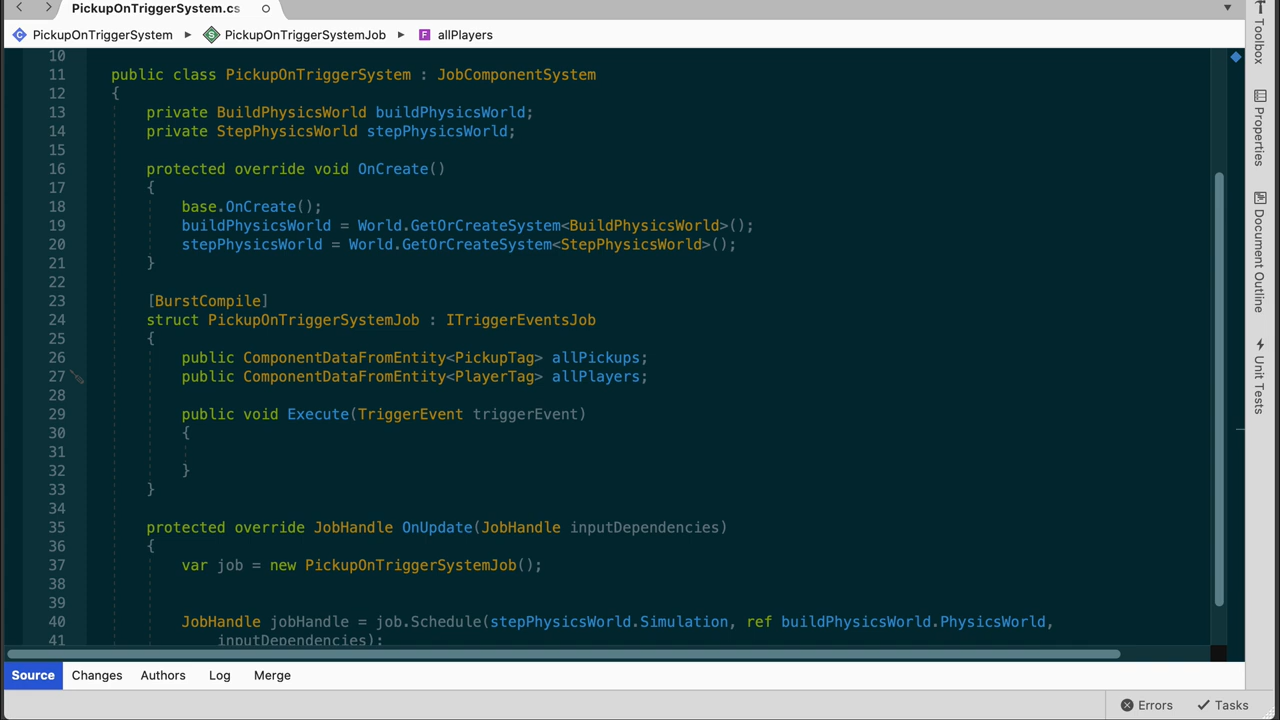 PickupOnTriggerSystem.cs
PickupOnTriggerSystem ▸ PickupOnTriggerSystemJob ▸ F allPlayers
10
11 public class PickupOnTriggerSystem : JobComponentSystem
12 {
13 private BuildPhysicsWorld buildPhysicsWorld;
14 private StepPhysicsWorld stepPhysicsWorld;
15
16 protected override void OnCreate()
17 {
18 base.OnCreate();
19 buildPhysicsWorld = World.GetOrCreateSystem<BuildPhysicsWorld>();
20 stepPhysicsWorld = World.GetOrCreateSystem<StepPhysicsWorld>();
21 }
22
23 [BurstCompile]
24 struct PickupOnTriggerSystemJob : ITriggerEventsJob
25 {
26 public ComponentDataFromEntity<PickupTag> allPickups;
27 public ComponentDataFromEntity<PlayerTag> allPlayers;
28
29 public void Execute(TriggerEvent triggerEvent)
30 {
31
32 }
33 }
34
35 protected override JobHandle OnUpdate(JobHandle inputDependencies)
36 {
37 var job = new PickupOnTriggerSystemJob();
38
39
40 JobHandle jobHandle = job.Schedule(stepPhysicsWorld.Simulation, ref buildPhysicsWorld.PhysicsWorld,
41 inputDependencies);
Source Changes Authors Log Merge
Errors Tasks
Toolbox
Properties
Document Outline
Unit Tests